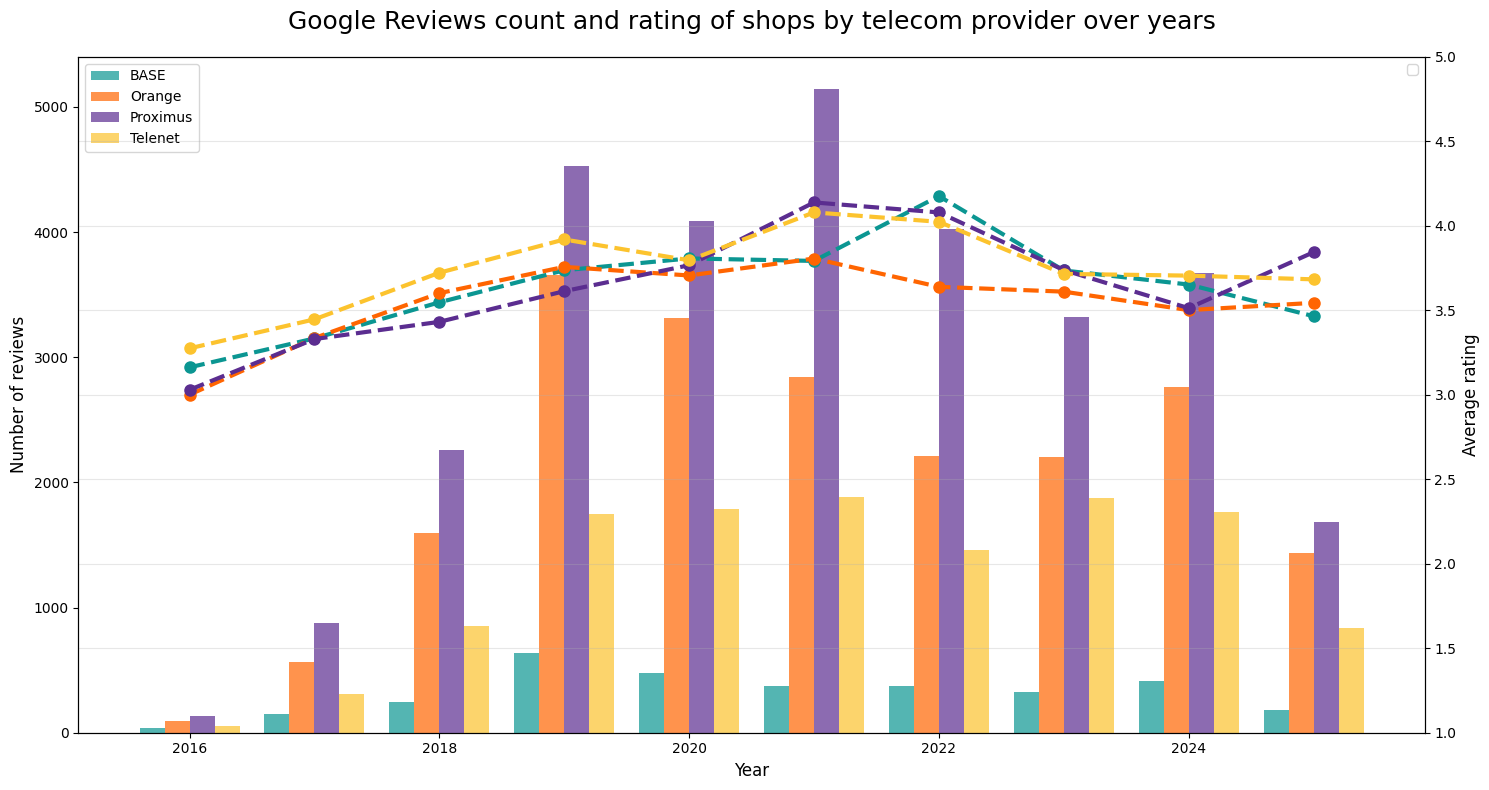 Google Reviews count and rating of shops by telecom provider over years
BASE
Orange
Proximus
Telenet
Number of reviews
5000
4000
3000
2000
1000
0
5.0
4.5
4.0
3.5
3.0
2.5
2.0
1.5
1.0
Average rating
2016
2018
2020
2022
2024
Year